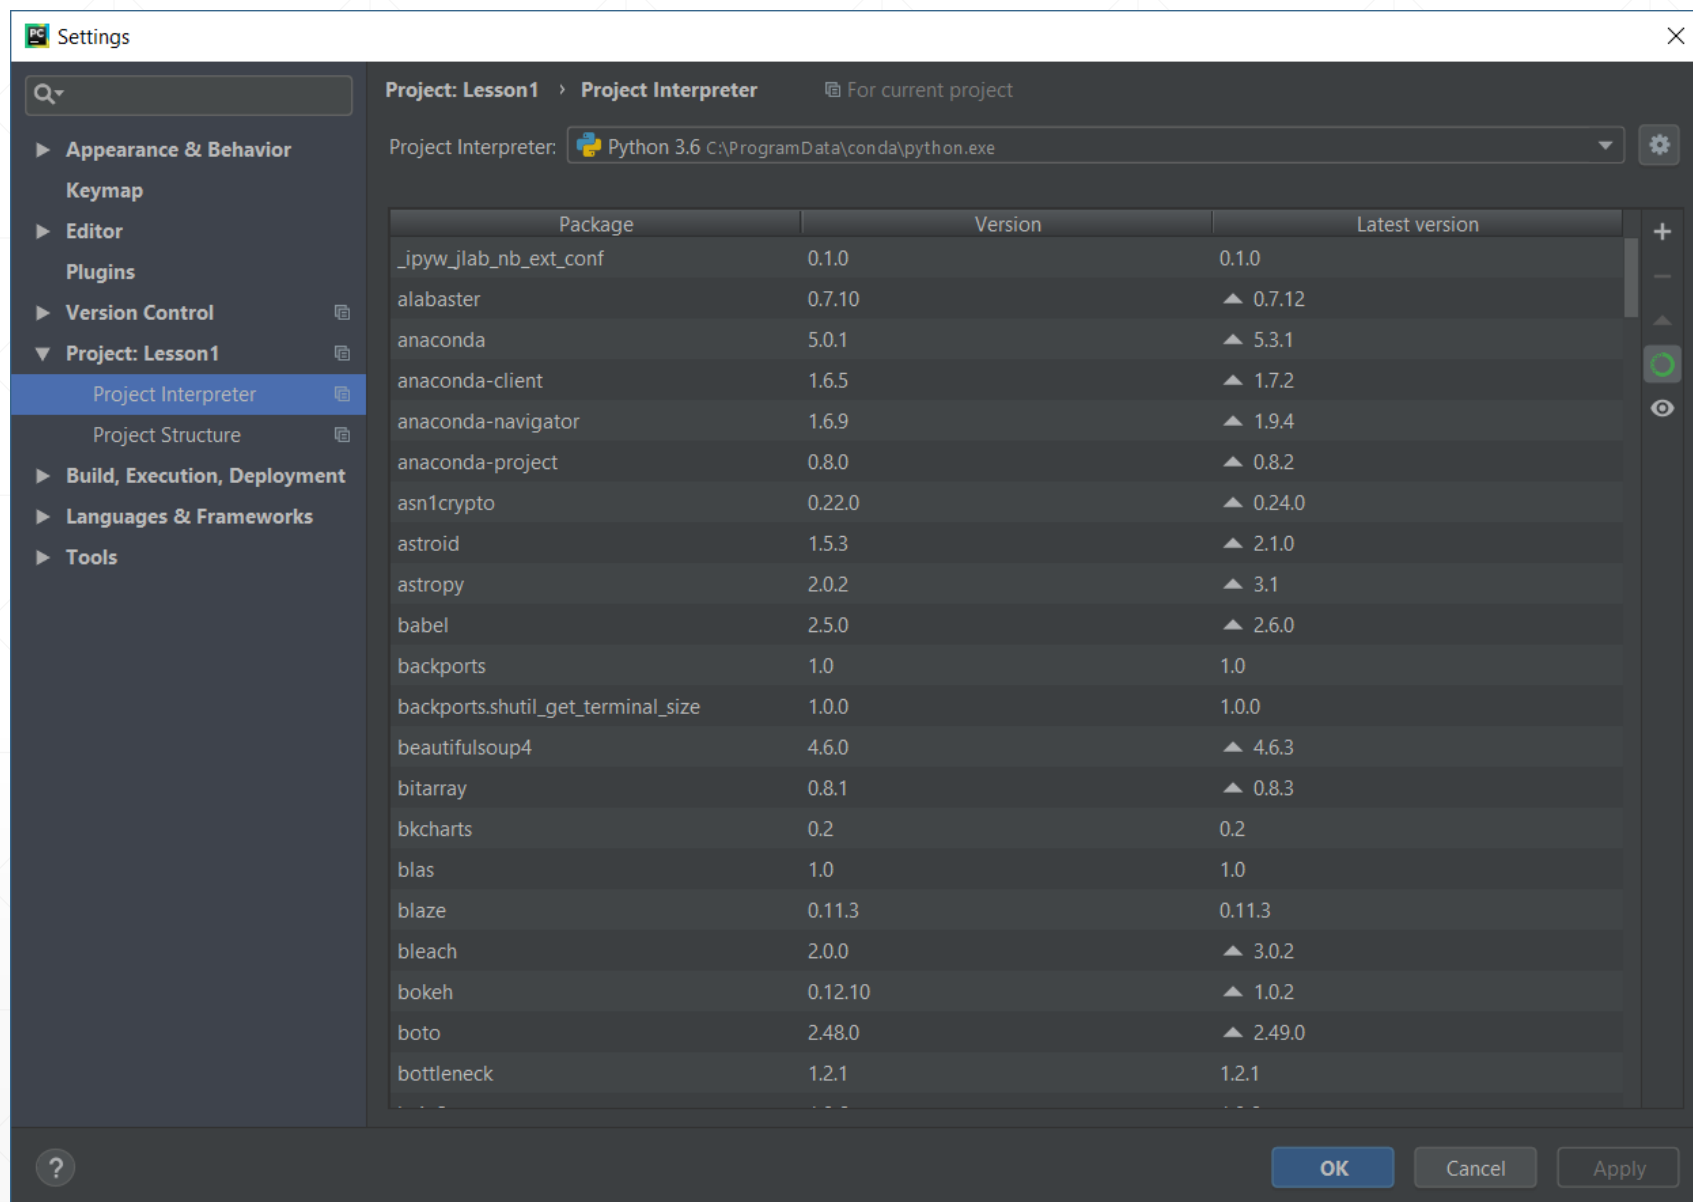 PC Settings
Project: Lesson1 › Project Interpreter For current project
Appearance & Behavior
Keymap
Editor
Plugins
Version Control
Project: Lesson1
Project Interpreter
Project Structure
Build, Execution, Deployment
Languages & Frameworks
Tools
Project Interpreter: Python 3.6 C:\ProgramData\conda\python.exe
Package Version Latest version
_ipyw_jlab_nb_ext_conf 0.1.0 0.1.0
alabaster 0.7.10 0.7.12
anaconda 5.0.1 5.3.1
anaconda-client 1.6.5 1.7.2
anaconda-navigator 1.6.9 1.9.4
anaconda-project 0.8.0 0.8.2
asn1crypto 0.22.0 0.24.0
astroid 1.5.3 2.1.0
astropy 2.0.2 3.1
babel 2.5.0 2.6.0
backports 1.0 1.0
backports.shutil_get_terminal_size 1.0.0 1.0.0
beautifulsoup4 4.6.0 4.6.3
bitarray 0.8.1 0.8.3
bkcharts 0.2 0.2
blas 1.0 1.0
blaze 0.11.3 0.11.3
bleach 2.0.0 3.0.2
bokeh 0.12.10 1.0.2
boto 2.48.0 2.49.0
bottleneck 1.2.1 1.2.1
? OK Cancel Apply